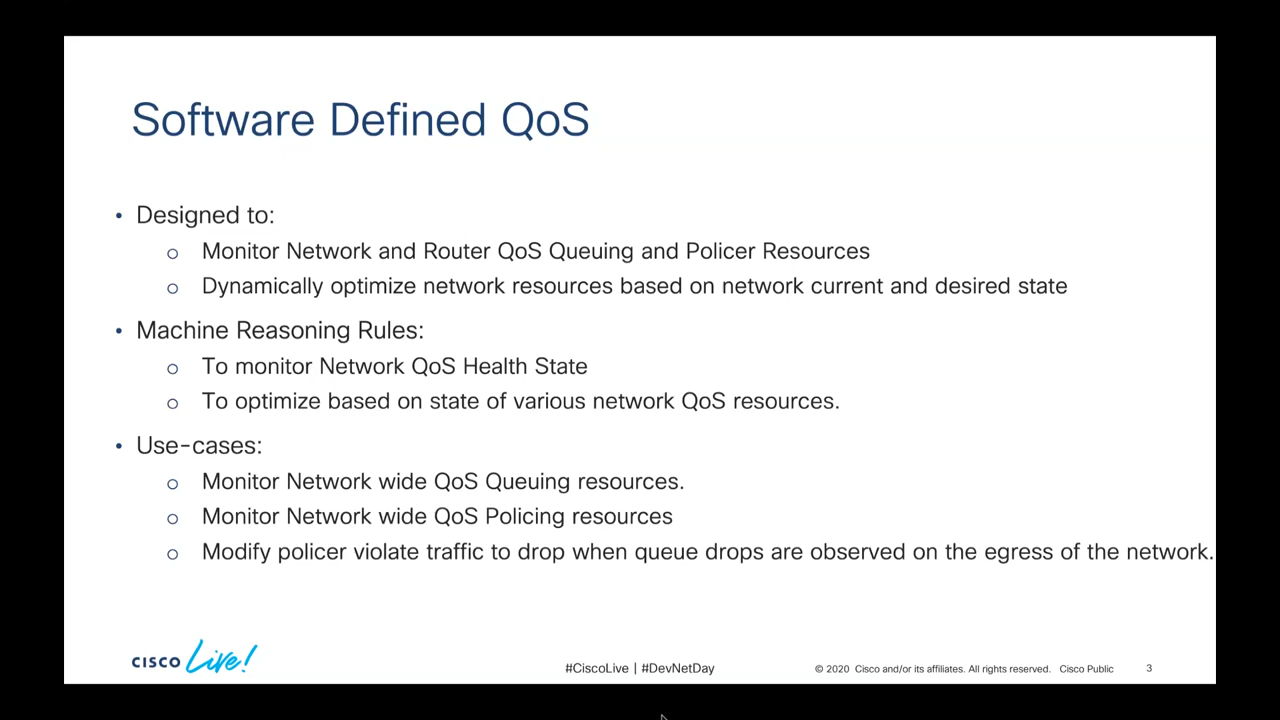 Software Defined QoS
• Designed to:
o Monitor Network and Router QoS Queuing and Policer Resources
o Dynamically optimize network resources based on network current and desired state
• Machine Reasoning Rules:
o To monitor Network QoS Health State
o To optimize based on state of various network QoS resources.
• Use-cases:
o Monitor Network wide QoS Queuing resources.
o Monitor Network wide QoS Policing resources
o Modify policer violate traffic to drop when queue drops are observed on the egress of the network.
CISCO Live!
#CiscoLive | #DevNetDay
© 2020 Cisco and/or its affiliates. All rights reserved. Cisco Public
3